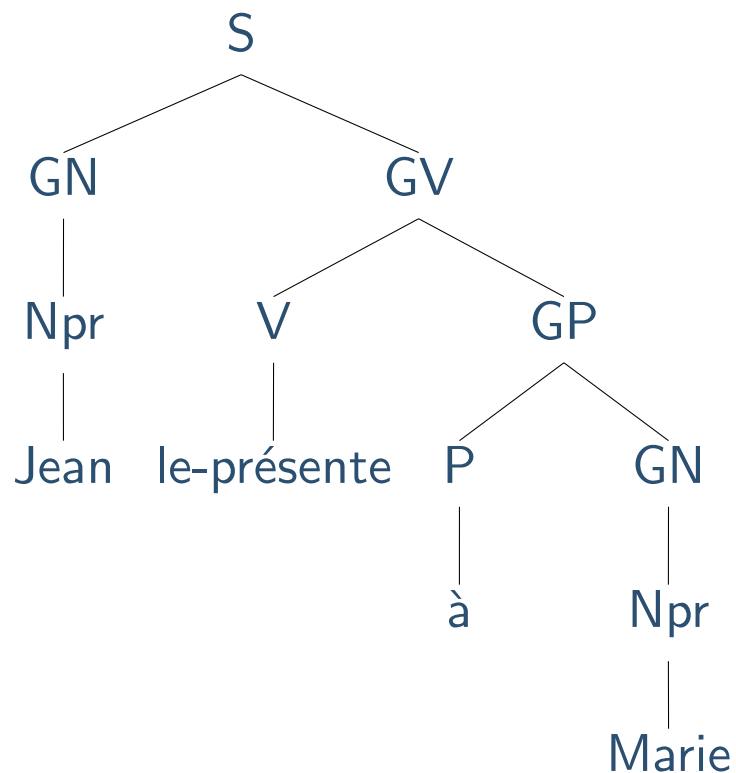 S
GN GV
Npr V GP
Jean le-présente P GN
à Npr
Marie